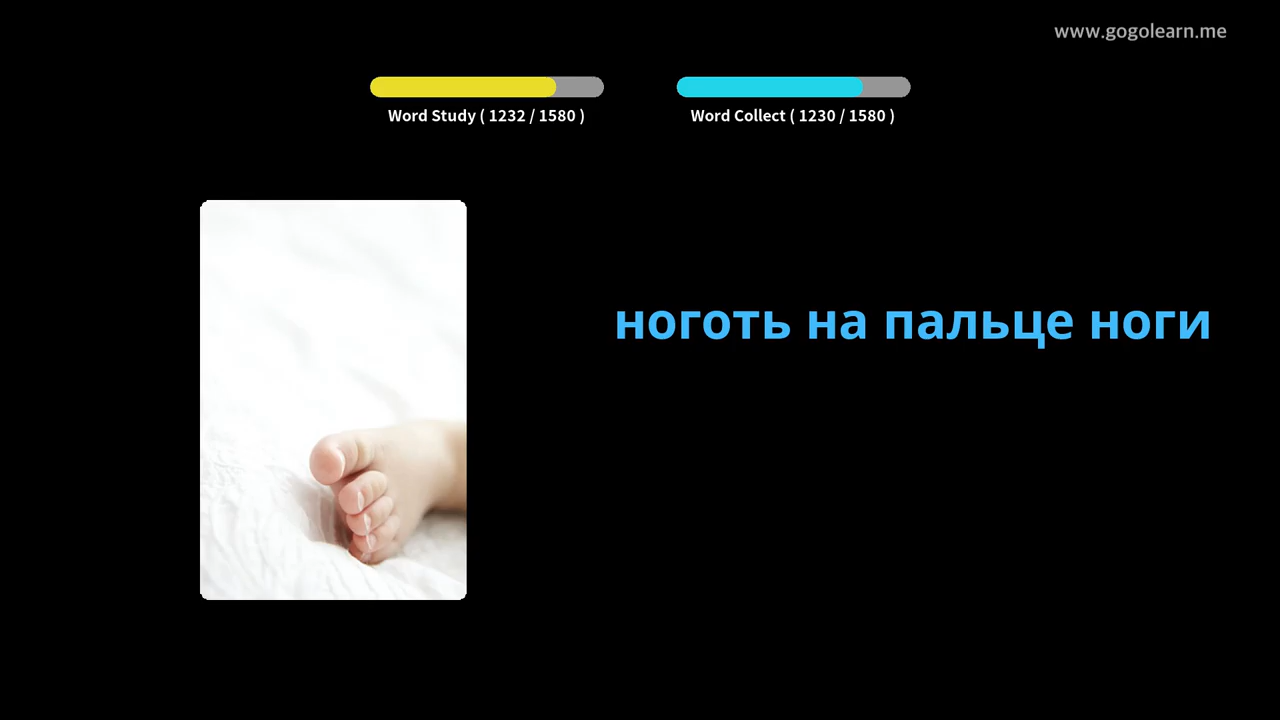 www.gogolearn.me
Word Study ( 1232 / 1580 )
Word Collect ( 1230 / 1580 )
ноготь на пальце ноги